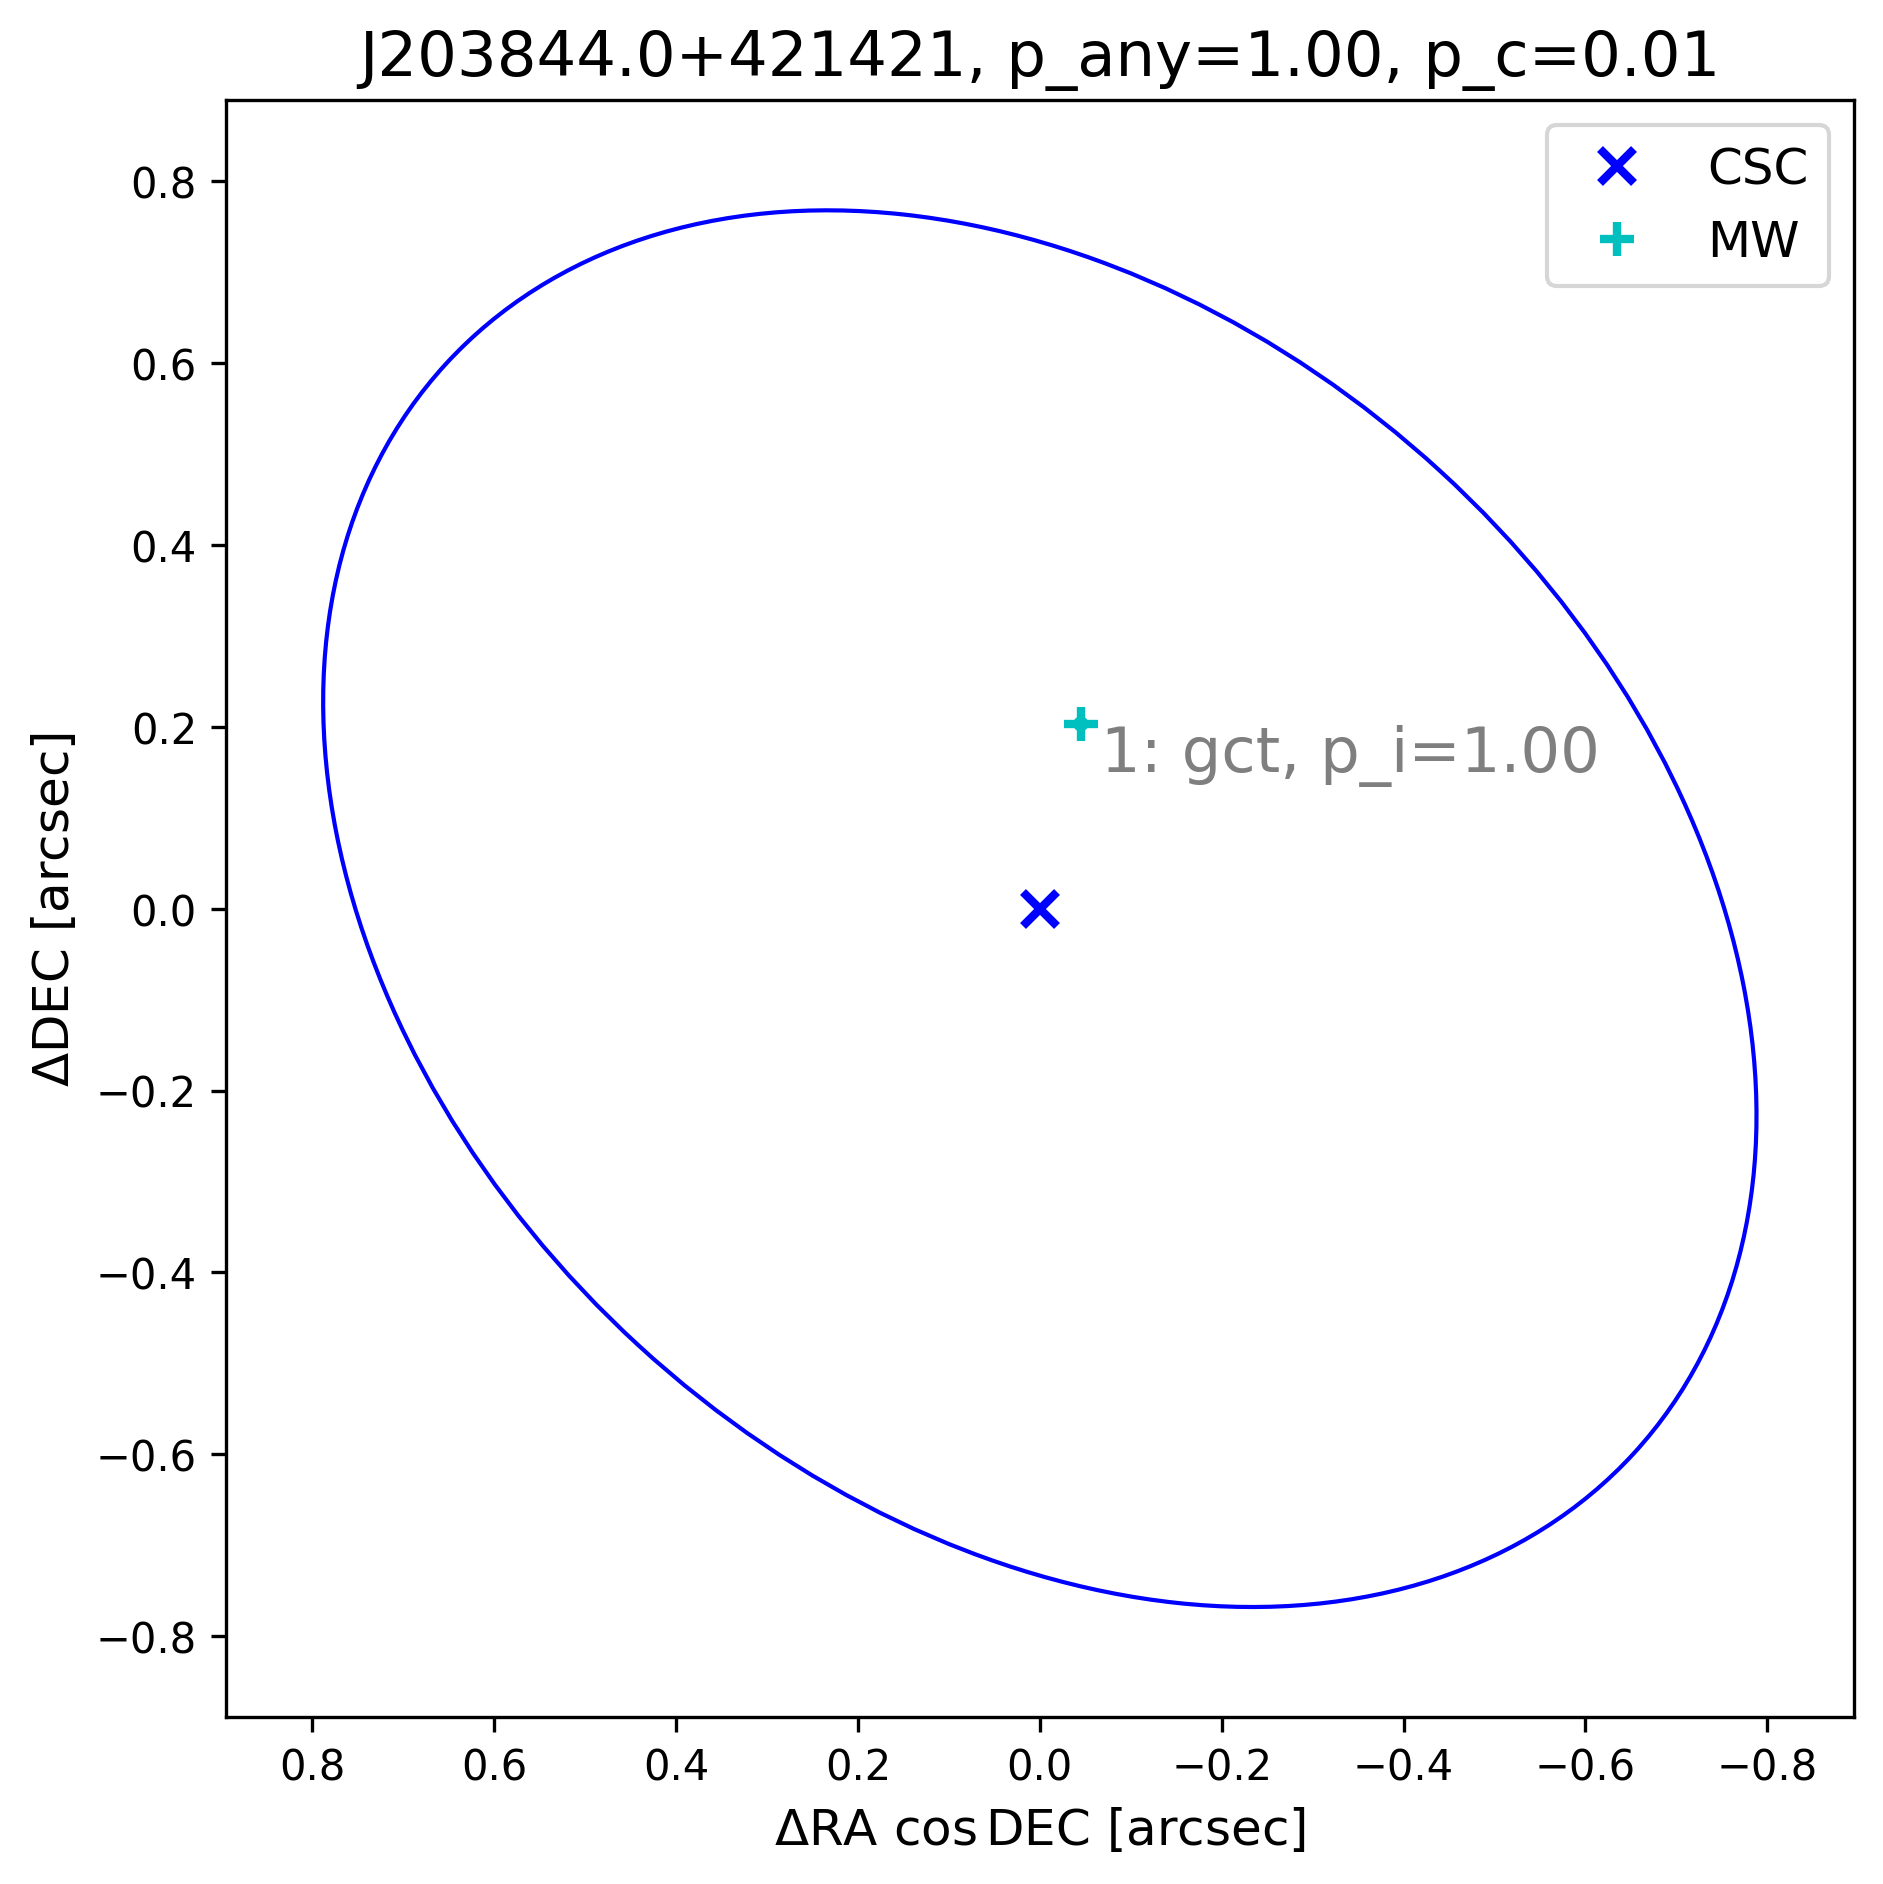 J203844.0+421421, p_any=1.00, p_c=0.01
CSC
MW
0.8
0.6
0.4
0.2
0.0
−0.2
−0.4
−0.6
−0.8
ΔDEC [arcsec]
1: gct, p_i=1.00
0.8 0.6 0.4 0.2 0.0 −0.2 −0.4 −0.6 −0.8
ΔRA cos DEC [arcsec]